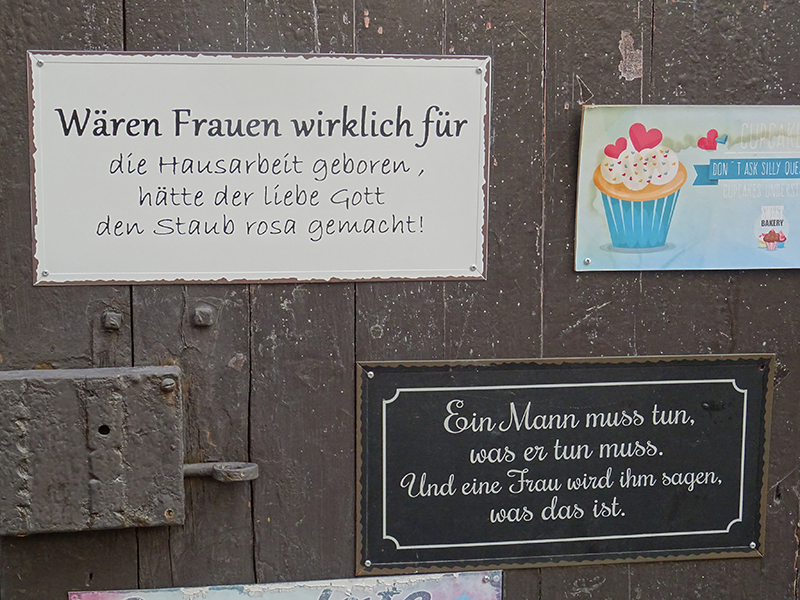 Wären Frauen wirklich für
die Hausarbeit geboren ,
hätte der liebe Gott
den Staub rosa gemacht!
DON´T ASK SILLY
BAKERY
Ein Mann muss tun,
was er tun muss.
Und eine Frau wird ihm sagen,
was das ist.